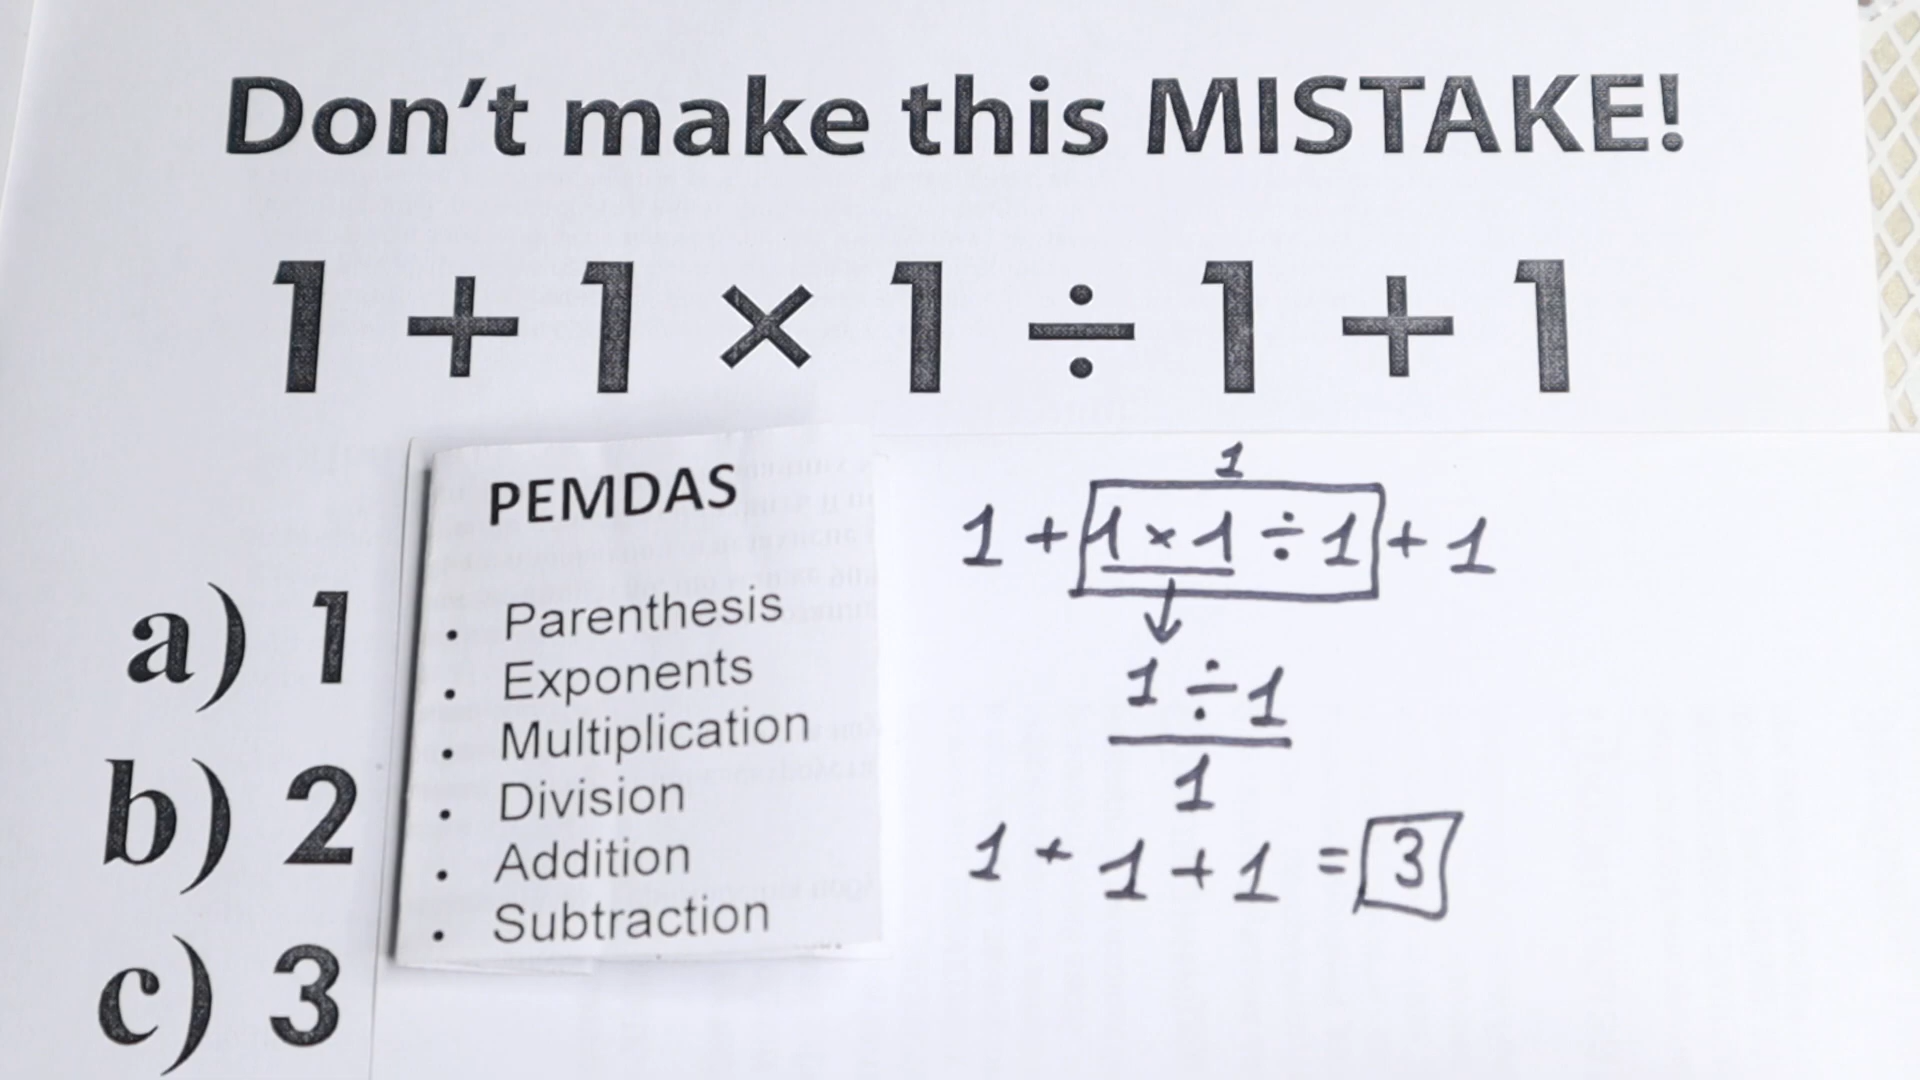 Don't make this MISTAKE!
1 + 1 × 1 ÷ 1 + 1
a) 1
b) 2
c) 3
PEMDAS
• Parenthesis
• Exponents
• Multiplication
• Division
• Addition
• Subtraction
1
1 + 1 × 1 ÷ 1 + 1
1 ÷ 1
1
1 + 1 + 1 = 3